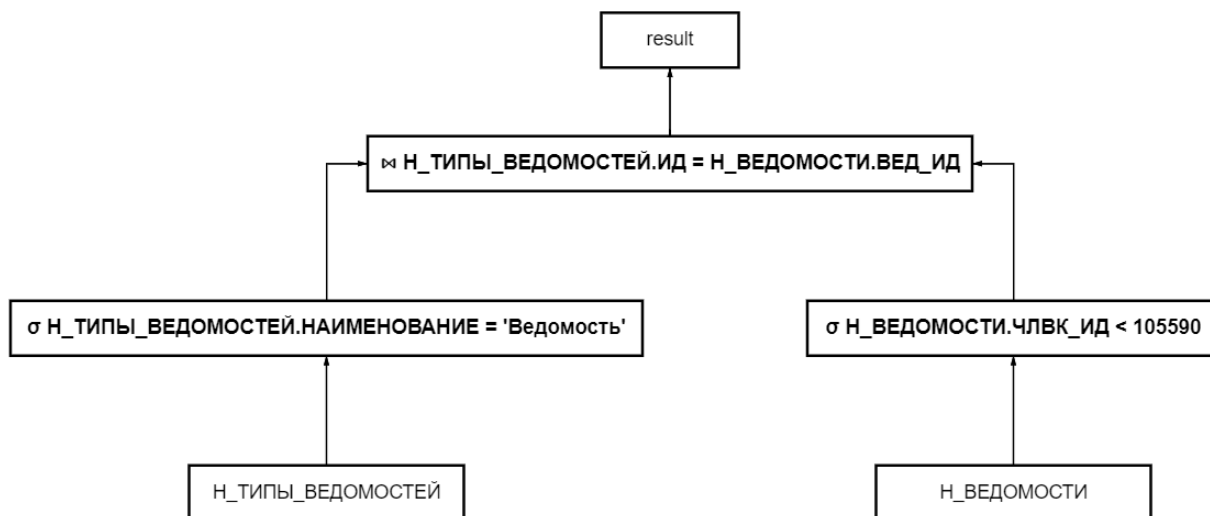 result
⋈ Н_ТИПЫ_ВЕДОМОСТЕЙ.ИД = Н_ВЕДОМОСТИ.ВЕД_ИД
σ Н_ТИПЫ_ВЕДОМОСТЕЙ.НАИМЕНОВАНИЕ = 'Ведомость'
σ Н_ВЕДОМОСТИ.ЧЛВК_ИД < 105590
Н_ТИПЫ_ВЕДОМОСТЕЙ
Н_ВЕДОМОСТИ